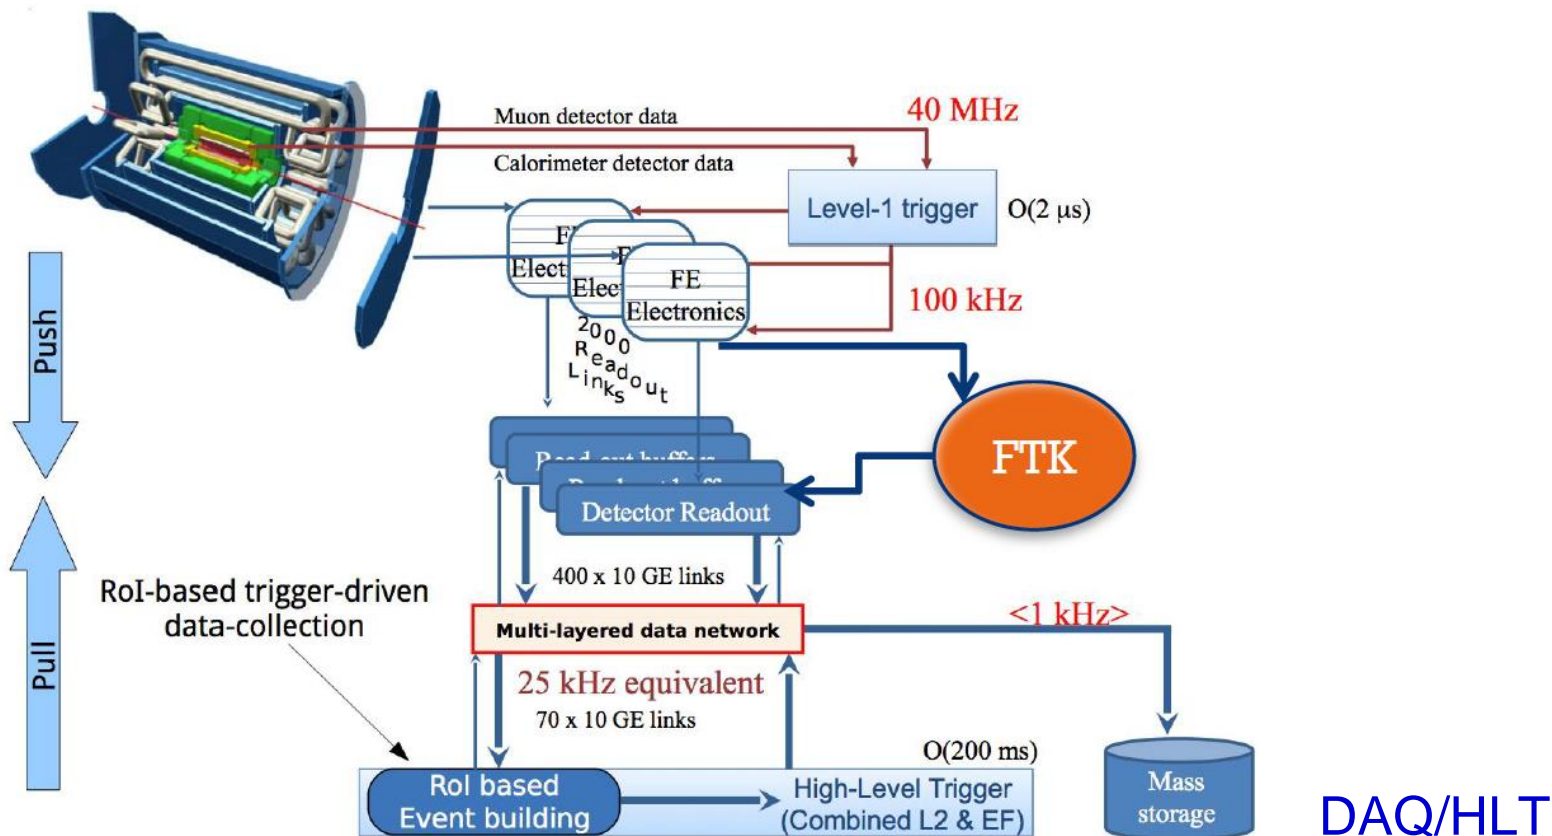 Muon detector data
40 MHz
Calorimeter detector data
Level-1 trigger
O(2 μs)
FE
Electronics
100 kHz
2000
Readout
Links
Push
FTK
Detector Readout
400 x 10 GE links
RoI-based trigger-driven
data-collection
<1 kHz>
Multi-layered data network
Pull
25 kHz equivalent
70 x 10 GE links
O(200 ms)
RoI based
Event building
High-Level Trigger
(Combined L2 & EF)
Mass
storage
DAQ/HLT